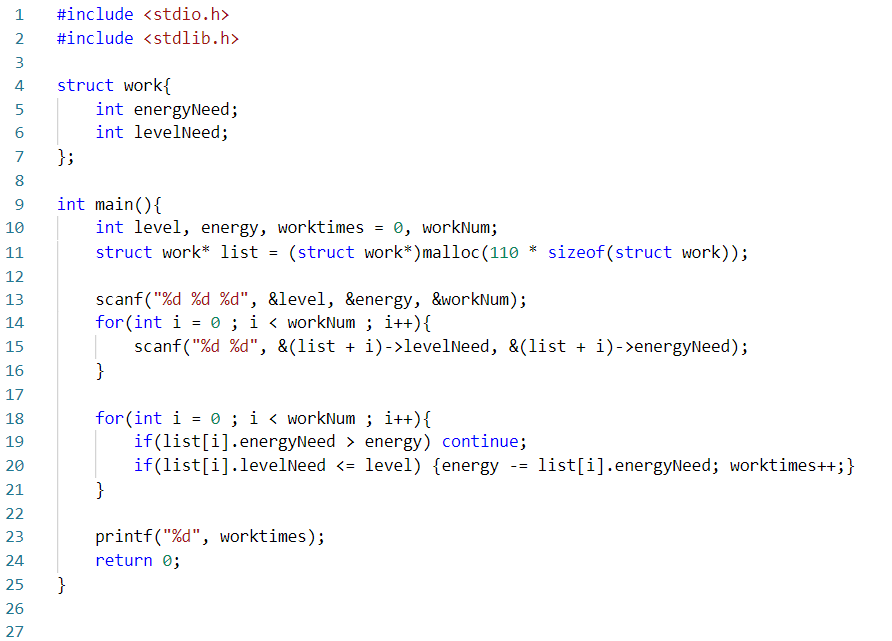 1 #include <stdio.h>
2 #include <stdlib.h>
3
4 struct work{
5     int energyNeed;
6     int levelNeed;
7 };
8
9 int main(){
10     int level, energy, worktimes = 0, workNum;
11     struct work* list = (struct work*)malloc(110 * sizeof(struct work));
12
13     scanf("%d %d %d", &level, &energy, &workNum);
14     for(int i = 0 ; i < workNum ; i++){
15         scanf("%d %d", &(list + i)->levelNeed, &(list + i)->energyNeed);
16     }
17
18     for(int i = 0 ; i < workNum ; i++){
19         if(list[i].energyNeed > energy) continue;
20         if(list[i].levelNeed <= level) {energy -= list[i].energyNeed; worktimes++;}
21     }
22
23     printf("%d", worktimes);
24     return 0;
25 }
26
27